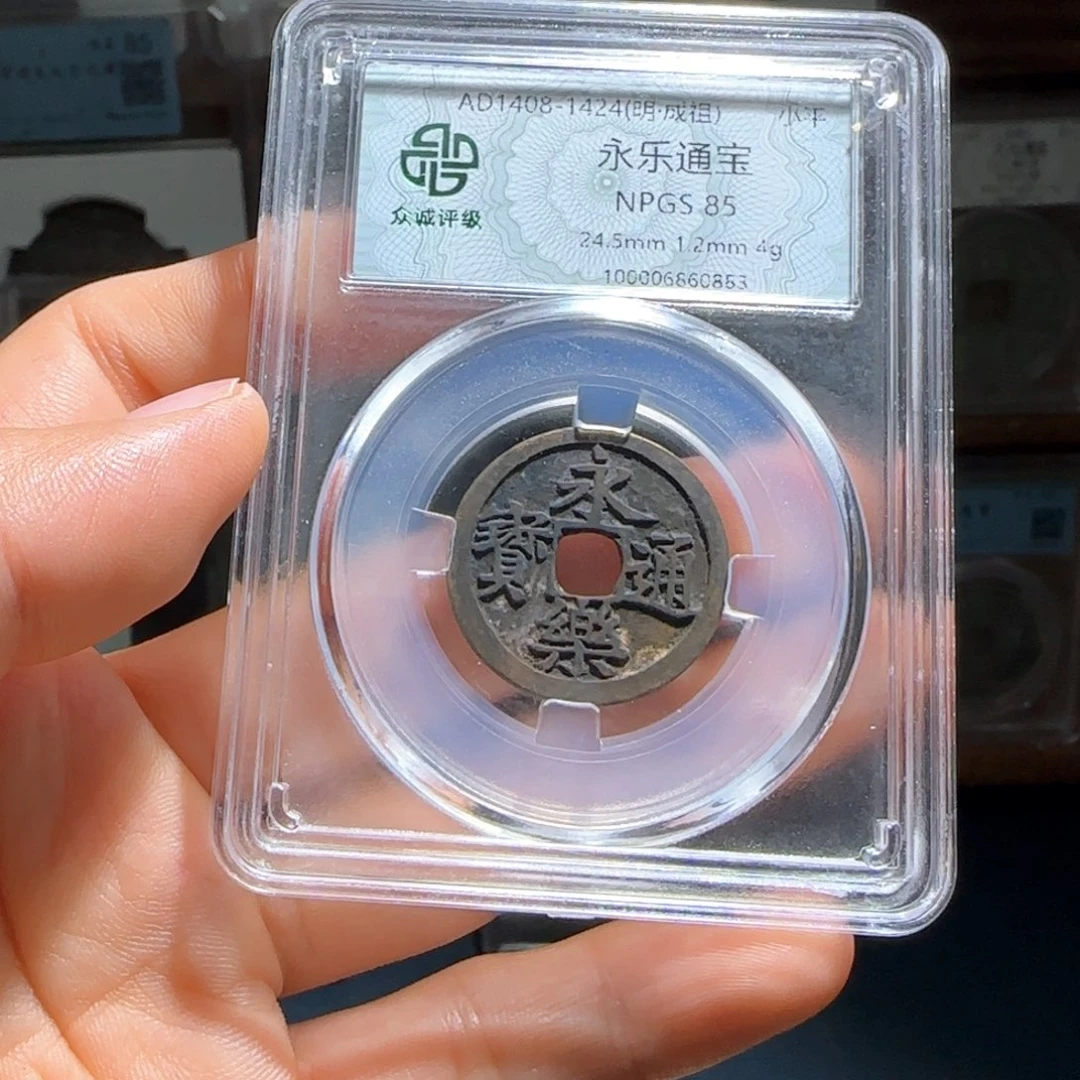 AD1408-1424(明·成祖) 小平
永乐通宝
NPGS 85
24.5mm 1.2mm 4g
100006860853
众诚评级
永樂通寶
85